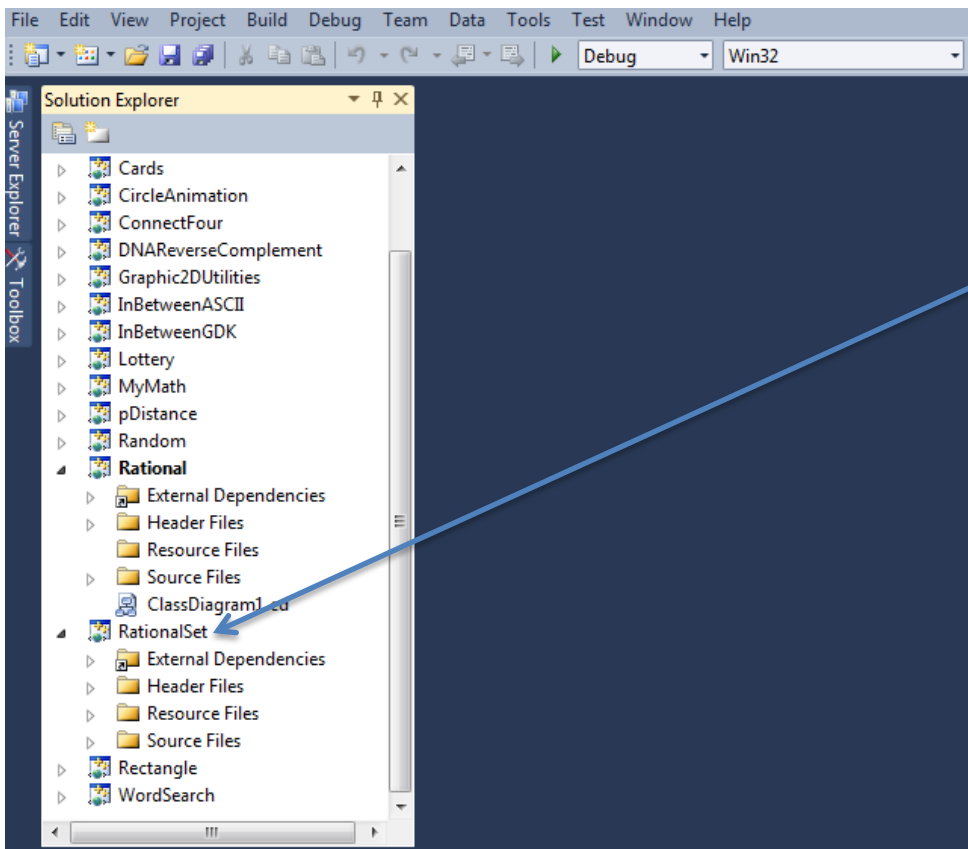 File Edit View Project Build Debug Team Data Tools Test Window Help
Debug Win32
Server Explorer
Toolbox
Solution Explorer
Cards
CircleAnimation
ConnectFour
DNAReverseComplement
Graphic2DUtilities
InBetweenASCII
InBetweenGDK
Lottery
MyMath
pDistance
Random
Rational
External Dependencies
Header Files
Resource Files
Source Files
ClassDiagram1.cd
RationalSet
External Dependencies
Header Files
Resource Files
Source Files
Rectangle
WordSearch